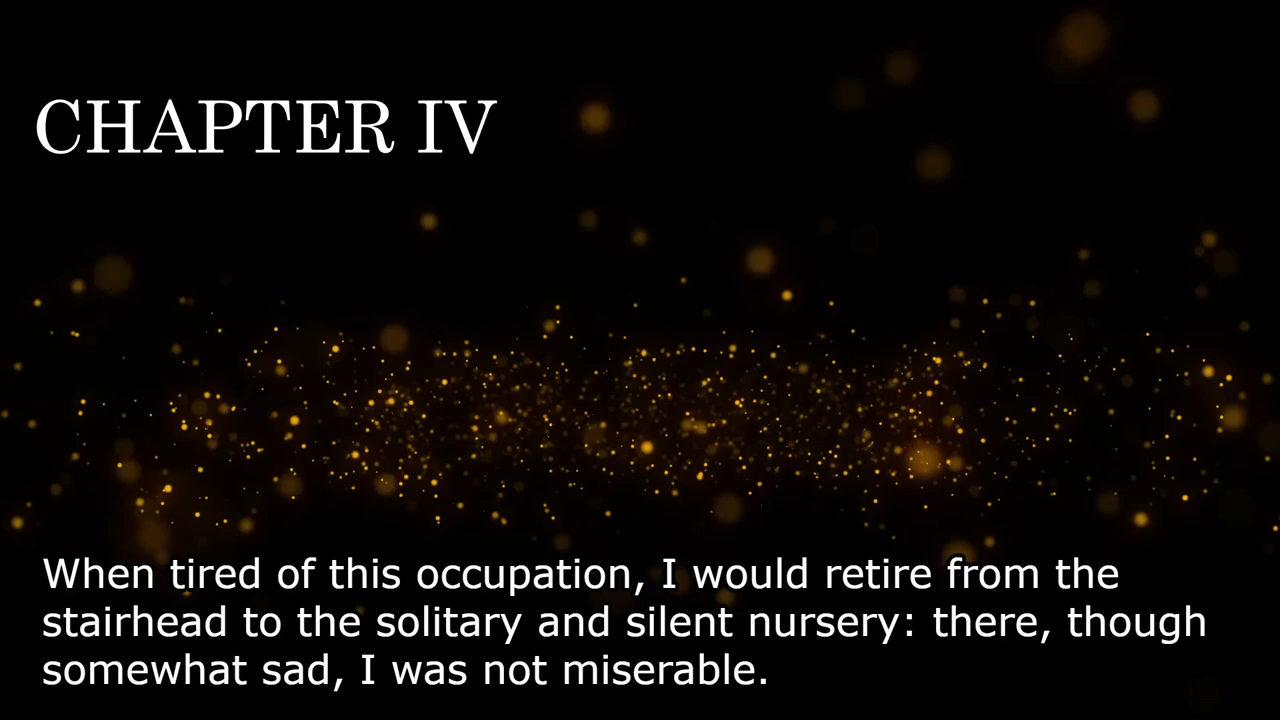 CHAPTER IV
When tired of this occupation, I would retire from the
stairhead to the solitary and silent nursery: there, though
somewhat sad, I was not miserable.